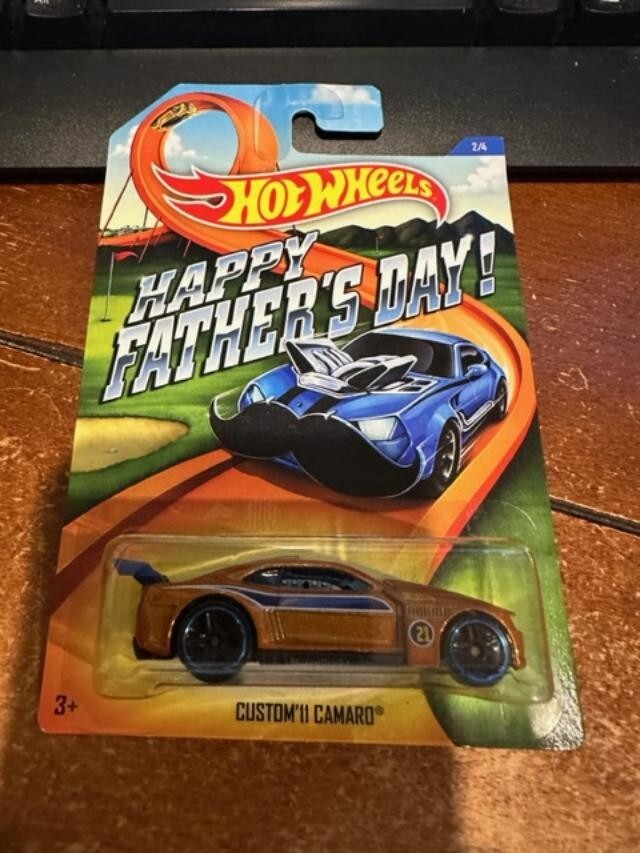 2/4
HOT WHEELS
HAPPY
FATHER'S DAY!
21
3+
CUSTOM '11 CAMARO®